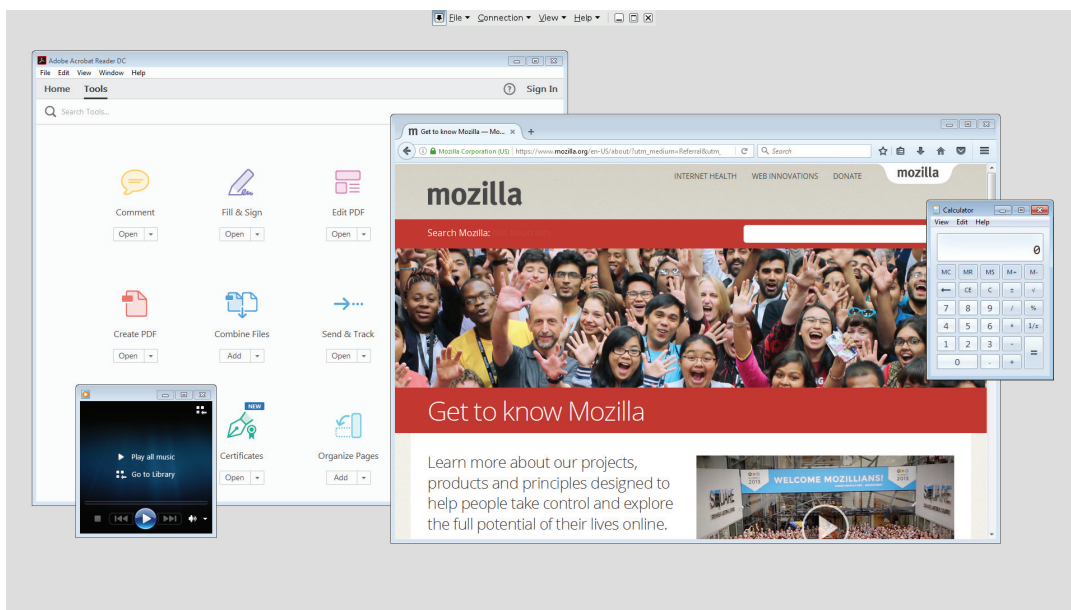 File Connection View Help
Adobe Acrobat Reader DC
File Edit View Window Help
Home Tools
Sign In
Search Tools...
Comment
Open
Fill & Sign
Open
Edit PDF
Open
Create PDF
Open
Combine Files
Add
Send & Track
Open
NEW
Certificates
Open
Organize Pages
Add
Play all music
Go to Library
Get to know Mozilla — Mo...
Mozilla Corporation (US) https://www.mozilla.org/en-US/about/?utm_medium=Referral&utm_
Search
mozilla
INTERNET HEALTH WEB INNOVATIONS DONATE
mozilla
Search Mozilla:
Get to know Mozilla
Learn more about our projects,
products and principles designed to
help people take control and explore
the full potential of their lives online.
2013 WELCOME MOZILLIANS! 2013
Calculator
View Edit Help
0
MC MR MS M+ M-
← CE C ± √
7 8 9 / %
4 5 6 * 1/x
1 2 3 - =
0 . +